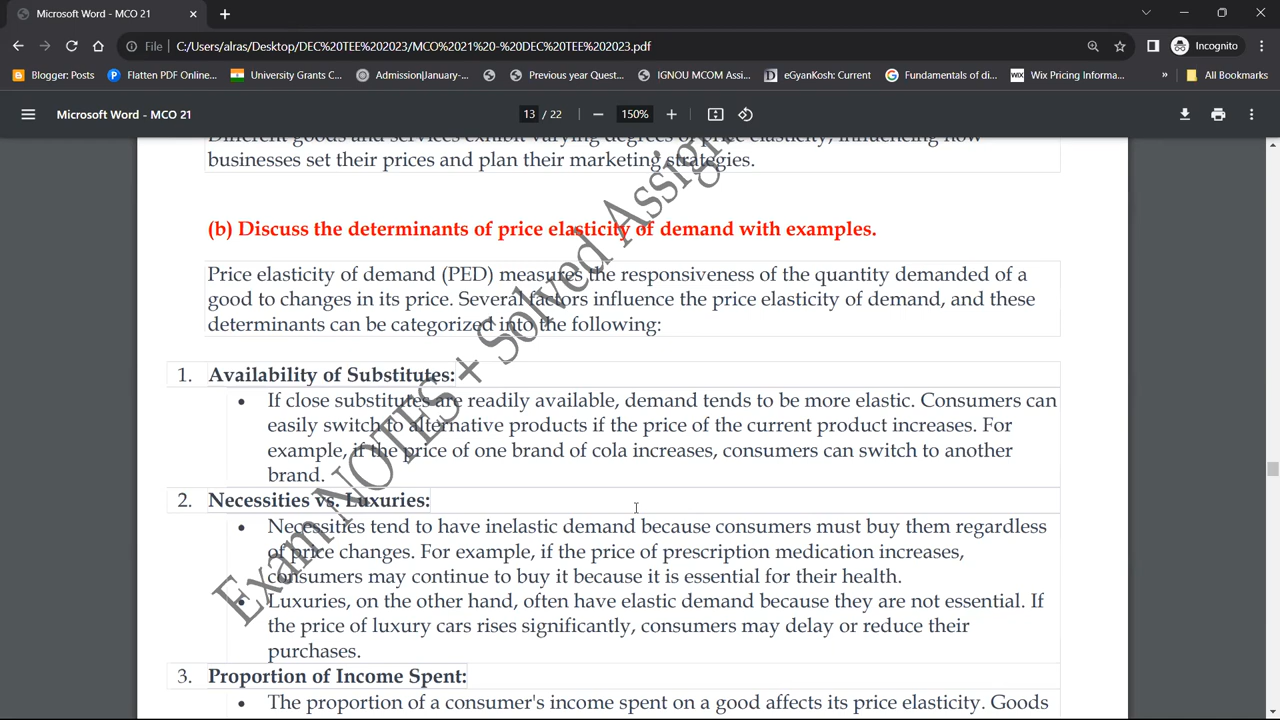 Microsoft Word - MCO 21
File C:/Users/alras/Desktop/DEC%20TEE%202023/MCO%2021%20-%20DEC%20TEE%202023.pdf
Incognito
Blogger: Posts
Flatten PDF Online...
University Grants C...
Admission|January-...
Previous year Quest...
IGNOU MCOM Assi...
eGyanKosh: Current
Fundamentals of di...
Wix Pricing Informa...
»
All Bookmarks
Microsoft Word - MCO 21
13 / 22
150%
Different goods and services exhibit varying degrees of price elasticity, influencing how
businesses set their prices and plan their marketing strategies.
(b) Discuss the determinants of price elasticity of demand with examples.
Price elasticity of demand (PED) measures the responsiveness of the quantity demanded of a
good to changes in its price. Several factors influence the price elasticity of demand, and these
determinants can be categorized into the following:
1. Availability of Substitutes:
• If close substitutes are readily available, demand tends to be more elastic. Consumers can
easily switch to alternative products if the price of the current product increases. For
example, if the price of one brand of cola increases, consumers can switch to another
brand.
2. Necessities vs. Luxuries:
• Necessities tend to have inelastic demand because consumers must buy them regardless
of price changes. For example, if the price of prescription medication increases,
consumers may continue to buy it because it is essential for their health.
• Luxuries, on the other hand, often have elastic demand because they are not essential. If
the price of luxury cars rises significantly, consumers may delay or reduce their
purchases.
3. Proportion of Income Spent:
• The proportion of a consumer's income spent on a good affects its price elasticity. Goods
Exam NOTES + Solved Assign